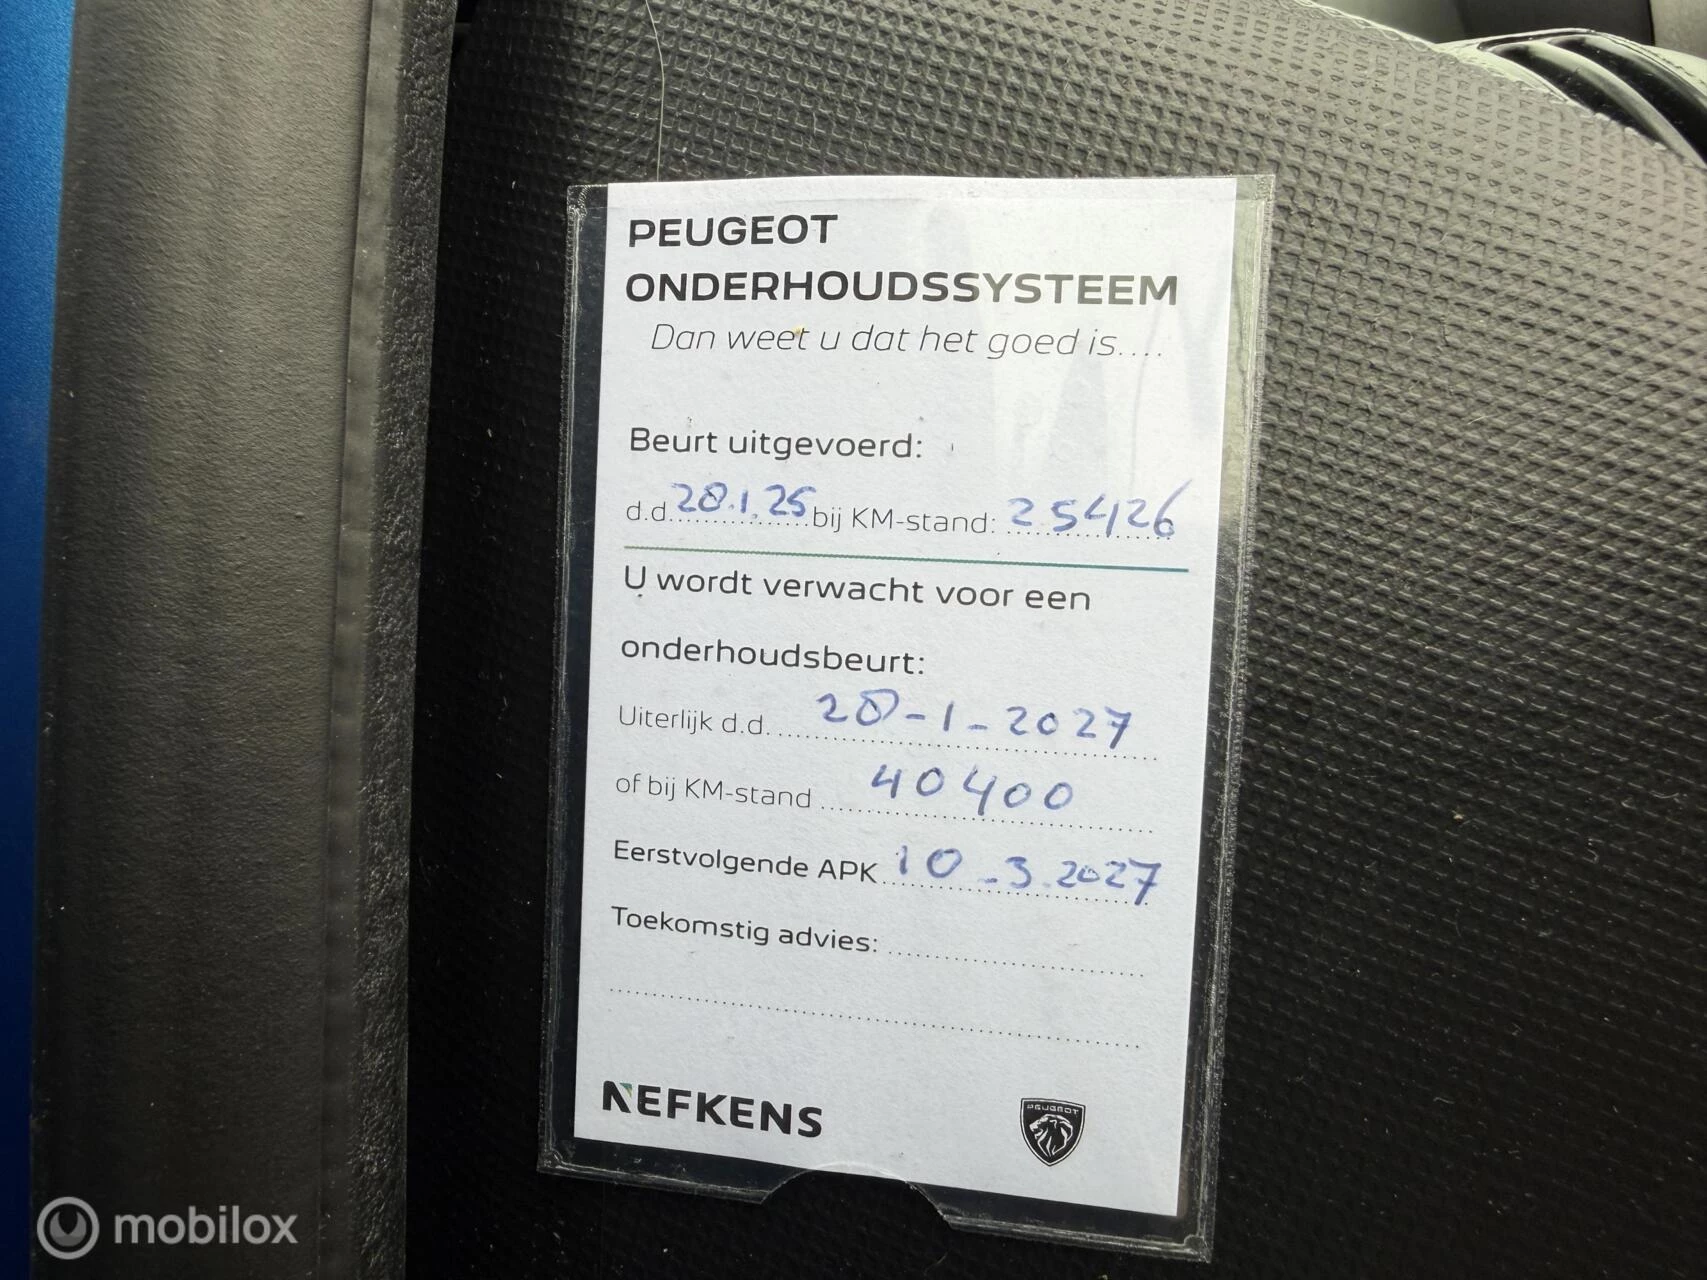 PEUGEOT
ONDERHOUDSSYSTEEM
Dan weet u dat het goed is....
Beurt uitgevoerd:
d.d. 28.1.25 bij KM-stand: 25426
U wordt verwacht voor een
onderhoudsbeurt:
Uiterlijk d.d. 28-1-2027
of bij KM-stand 40400
Eerstvolgende APK 10-3.2027
Toekomstig advies:
NEFKENS
PEUGEOT
mobilox